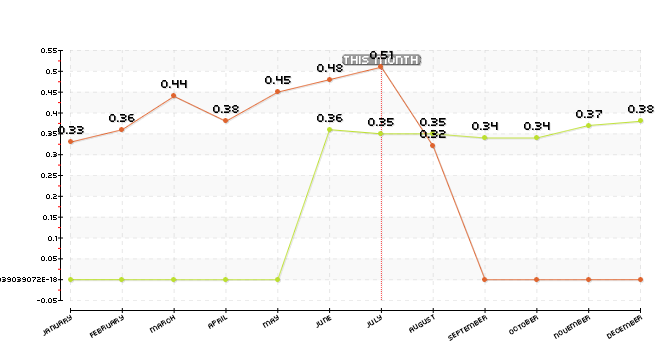 0.55
0.5
0.45
0.4
0.35
0.3
0.25
0.2
0.15
0.1
0.05
39039072E-18
-0.05
THIS MONTH
0.33
0.36
0.44
0.38
0.45
0.48
0.51
0.32
0.36
0.35
0.35
0.34
0.34
0.37
0.38
JANUARY
FEBRUARY
MARCH
APRIL
MAY
JUNE
JULY
AUGUST
SEPTEMBER
OCTOBER
NOVEMBER
DECEMBER